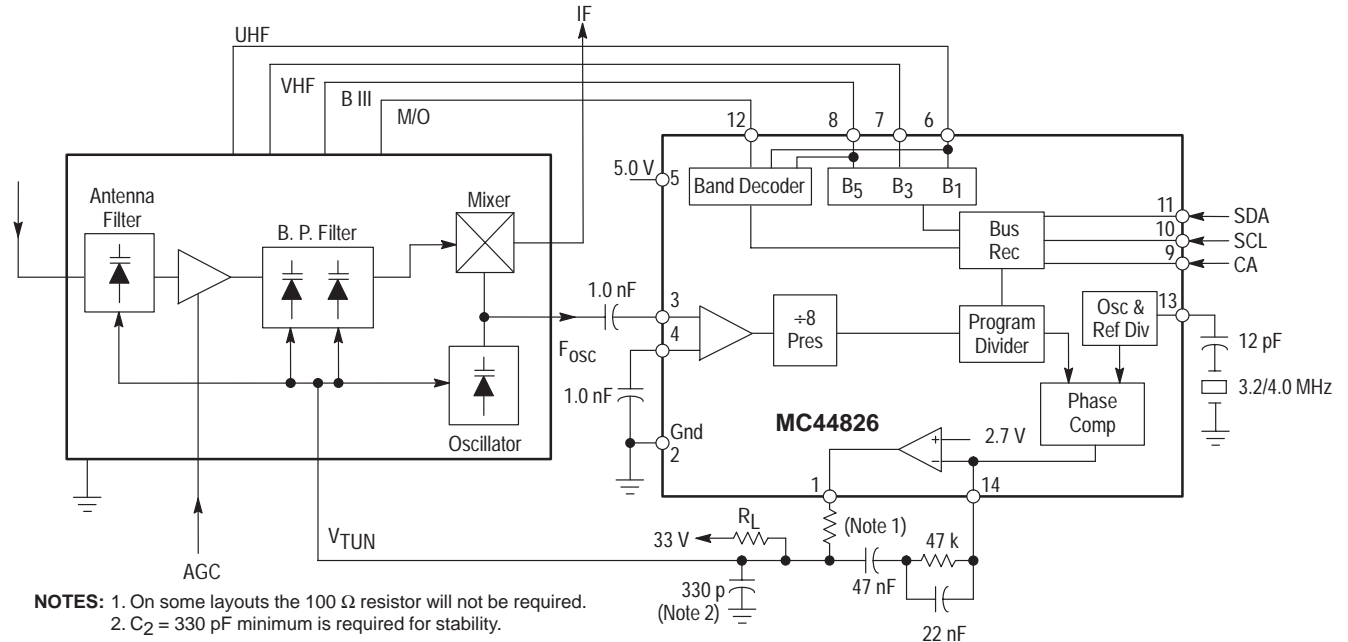 IF
UHF
VHF
B III
M/O
12
8
7
6
5.0 V
5
Band Decoder
B5
B3
B1
Antenna
Filter
B. P. Filter
Mixer
Bus
Rec
11
SDA
10
SCL
9
CA
1.0 nF
3
4
÷8
Pres
Program
Divider
Osc &
Ref Div
13
12 pF
3.2/4.0 MHz
Fosc
1.0 nF
Phase
Comp
MC44826
Gnd
2
Oscillator
+
–
2.7 V
1
14
VTUN
AGC
33 V
RL
(Note 1)
47 k
330 p
(Note 2)
47 nF
22 nF
NOTES: 1. On some layouts the 100 Ω resistor will not be required.
2. C2 = 330 pF minimum is required for stability.